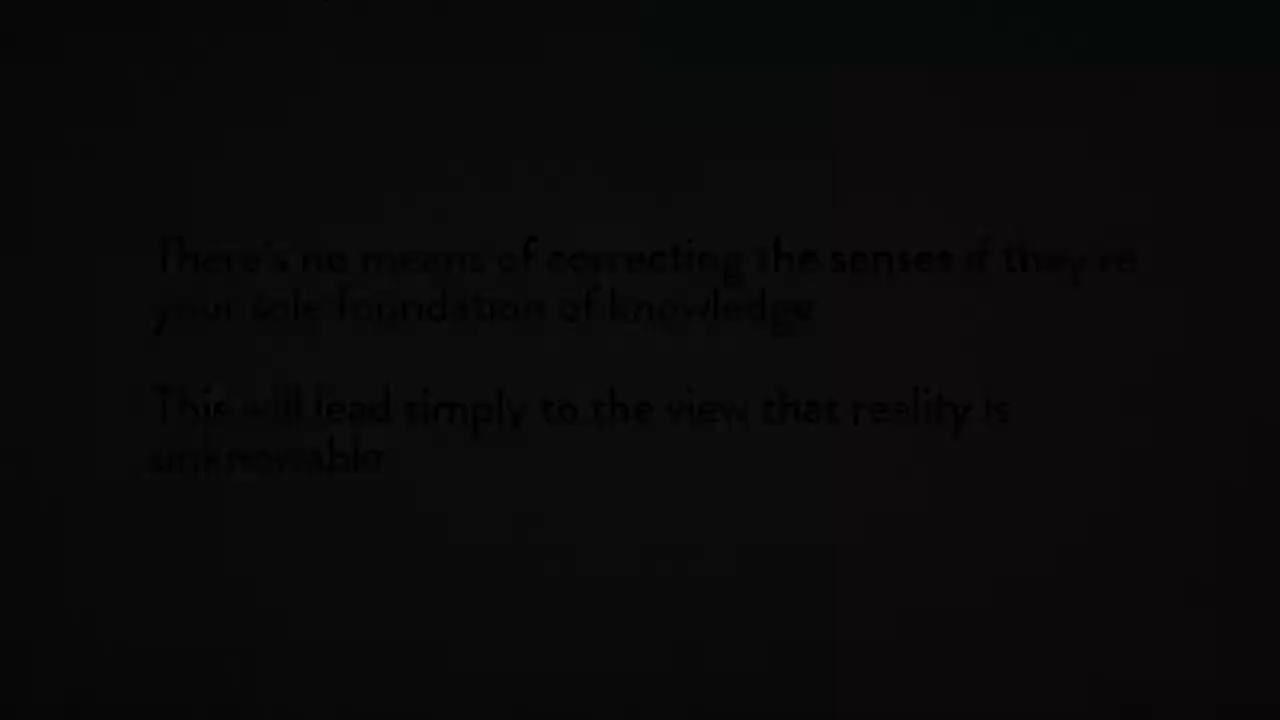 There's no means of correcting the senses if they're
your sole foundation of knowledge
This will lead simply to the view that reality is
unknowable